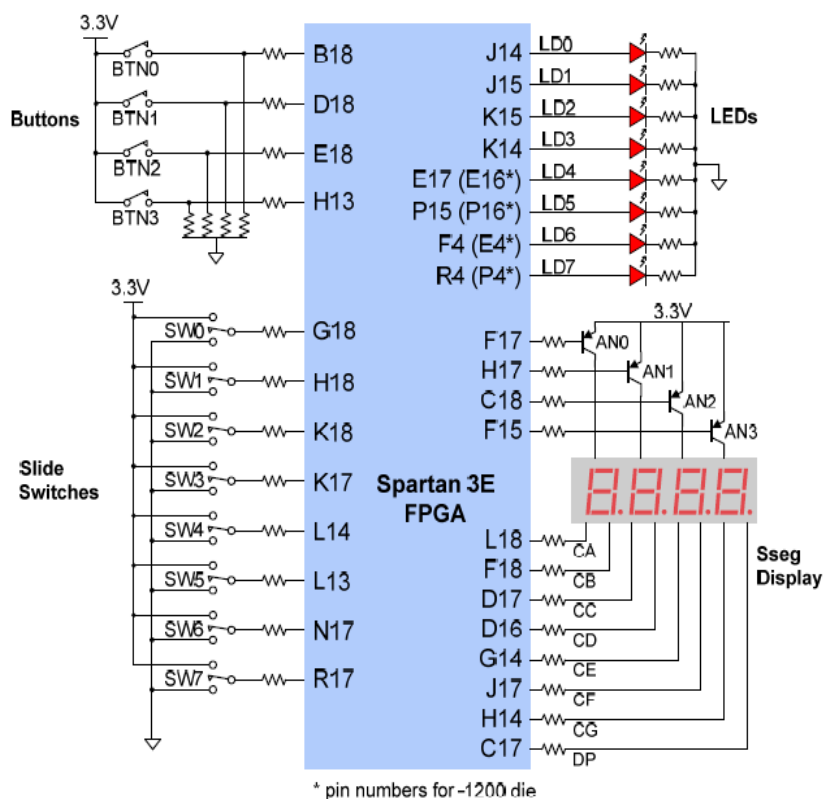 3.3V
BTN0
BTN1
BTN2
BTN3
Buttons
B18
D18
E18
H13
J14
J15
K15
K14
E17 (E16*)
P15 (P16*)
F4 (E4*)
R4 (P4*)
LD0
LD1
LD2
LD3
LD4
LD5
LD6
LD7
LEDs
3.3V
SW0
SW1
SW2
SW3
SW4
SW5
SW6
SW7
Slide
Switches
G18
H18
K18
K17
L14
L13
N17
R17
Spartan 3E
FPGA
3.3V
F17
H17
C18
F15
AN0
AN1
AN2
AN3
8.8.8.8.
L18
F18
D17
D16
G14
J17
H14
C17
CA
CB
CC
CD
CE
CF
CG
DP
Sseg
Display
* pin numbers for -1200 die